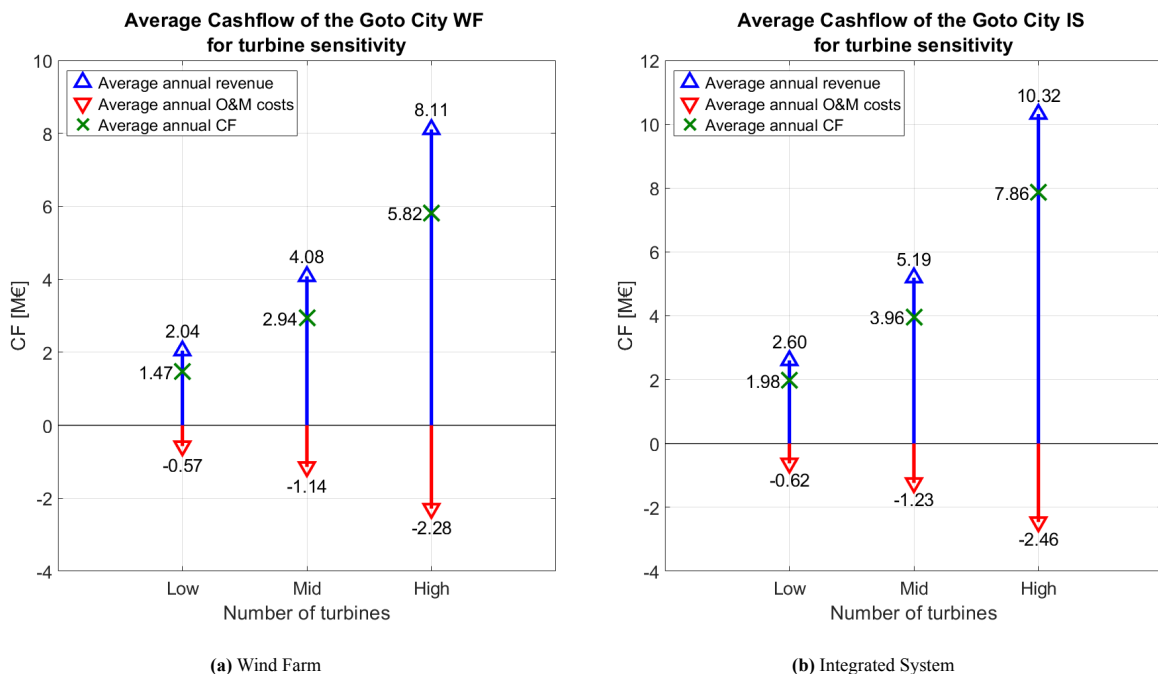 Average Cashflow of the Goto City WF
for turbine sensitivity
10
8
6
4
2
0
-2
-4
CF [M€]
Average annual revenue
Average annual O&M costs
Average annual CF
2.04
1.47
-0.57
4.08
2.94
-1.14
8.11
5.82
-2.28
Low
Mid
High
Number of turbines
(a) Wind Farm
Average Cashflow of the Goto City IS
for turbine sensitivity
12
10
8
6
4
2
0
-2
-4
CF [M€]
Average annual revenue
Average annual O&M costs
Average annual CF
2.60
1.98
-0.62
5.19
3.96
-1.23
10.32
7.86
-2.46
Low
Mid
High
Number of turbines
(b) Integrated System